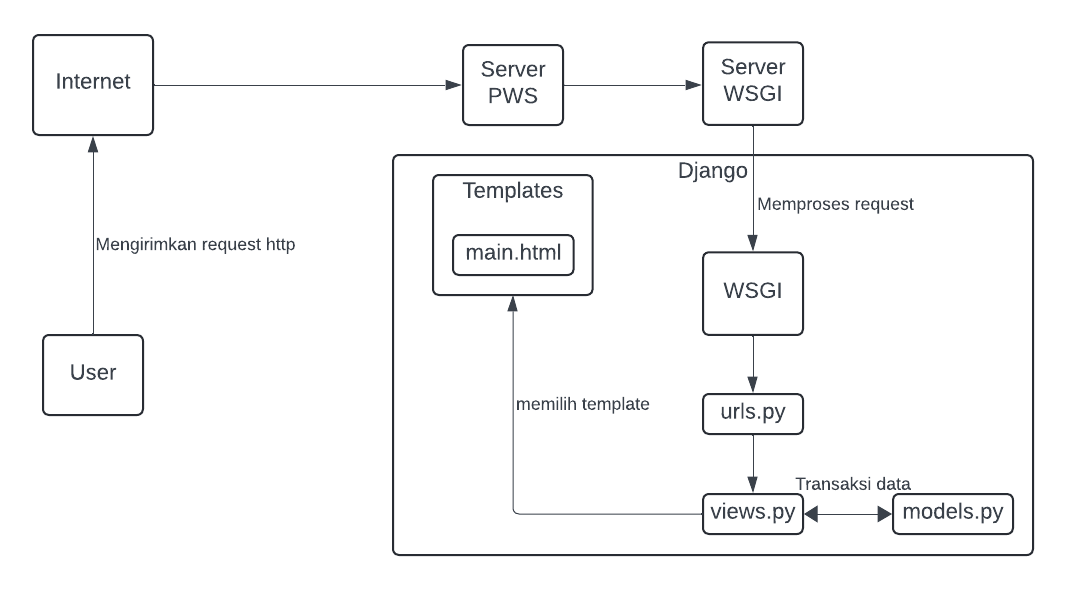 Internet
Server
PWS
Server
WSGI
Django
Templates
main.html
Memproses request
Mengirimkan request http
WSGI
User
memilih template
urls.py
Transaksi data
views.py
models.py